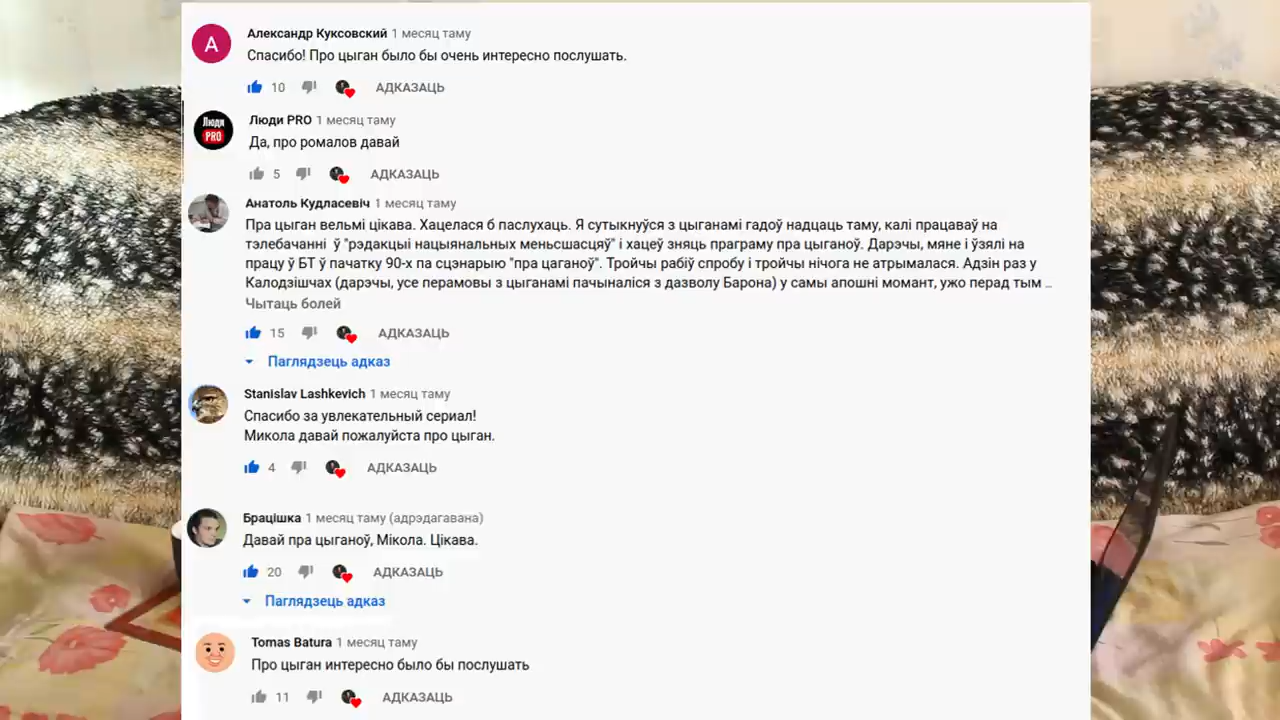 Александр Куксовский 1 месяц таму
Спасибо! Про цыган было бы очень интересно послушать.
10 АДКАЗАЦЬ
Люди PRO 1 месяц таму
Да, про ромалов давай
5 АДКАЗАЦЬ
Анатоль Кудласевіч 1 месяц таму
Пра цыган вельмі цікава. Хацелася б паслухаць. Я сутыкнуўся з цыганамі гадоў надцаць таму, калі працаваў на
тэлебачанні ў "рэдакцыі нацыянальных меньсшасцяў" і хацеў зняць праграму пра цыганоў. Дарэчы, мяне і ўзялі на
працу ў БТ ў пачатку 90-х па сцэнарыю "пра цаганоў". Тройчы рабіў спробу і тройчы нічога не атрымалася. Адзін раз у
Калодзішчах (дарэчы, усе перамовы з цыганамі пачыналіся з дазволу Барона) у самы апошні момант, ужо перад тым ...
Чытаць болей
15 АДКАЗАЦЬ
Паглядзець адказ
Stanislav Lashkevich 1 месяц таму
Спасибо за увлекательный сериал!
Микола давай пожалуйста про цыган.
4 АДКАЗАЦЬ
Брацішка 1 месяц таму (адрэдагавана)
Давай пра цыганоў, Мікола. Цікава.
20 АДКАЗАЦЬ
Паглядзець адказ
Tomas Batura 1 месяц таму
Про цыган интересно было бы послушать
11 АДКАЗАЦЬ
А
Люди
PRO